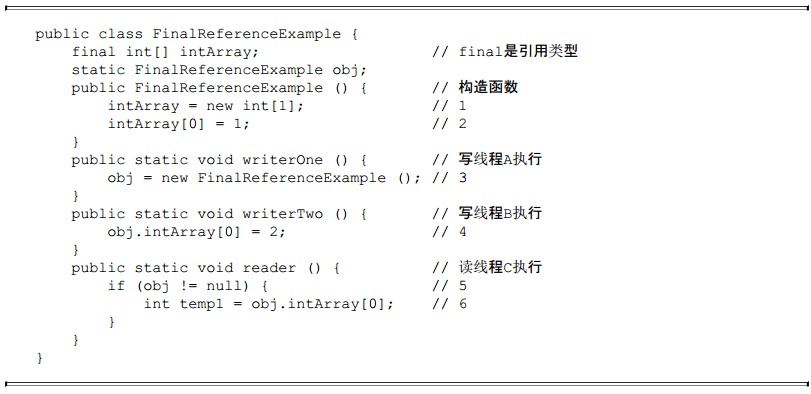 public class FinalReferenceExample {
    final int[] intArray;                   // final是引用类型
    static FinalReferenceExample obj;
    public FinalReferenceExample () {       // 构造函数
        intArray = new int[1];              // 1
        intArray[0] = 1;                    // 2
    }
    public static void writerOne () {       // 写线程A执行
        obj = new FinalReferenceExample (); // 3
    }
    public static void writerTwo () {       // 写线程B执行
        obj.intArray[0] = 2;                // 4
    }
    public static void reader () {          // 读线程C执行
        if (obj != null) {                  // 5
            int temp1 = obj.intArray[0];    // 6
        }
    }
}